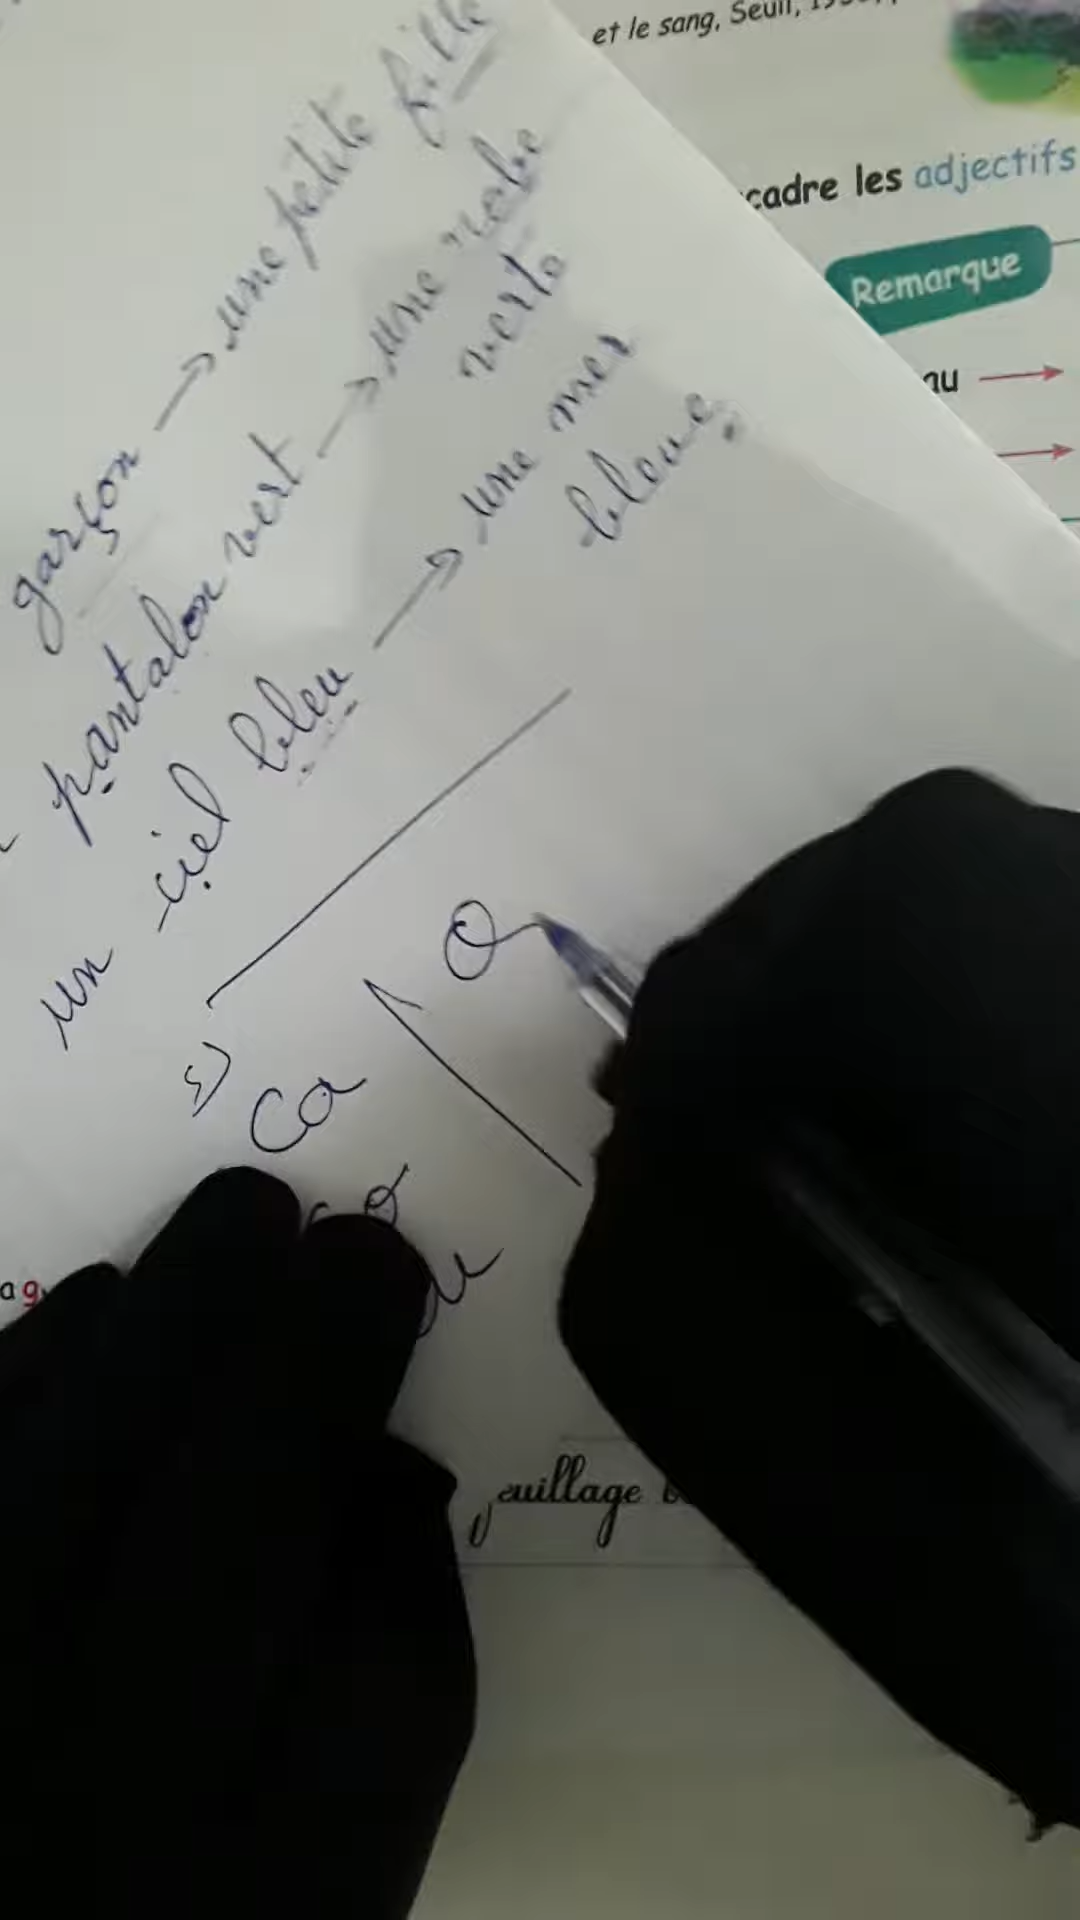 et le sang, Seuil,
cadre les adjectifs
Remarque
au →
→
garçon → une petite fille
pantalon vert → une robe
verte
un ciel bleu → une mer
bleue
Ca
co
a g
euillage